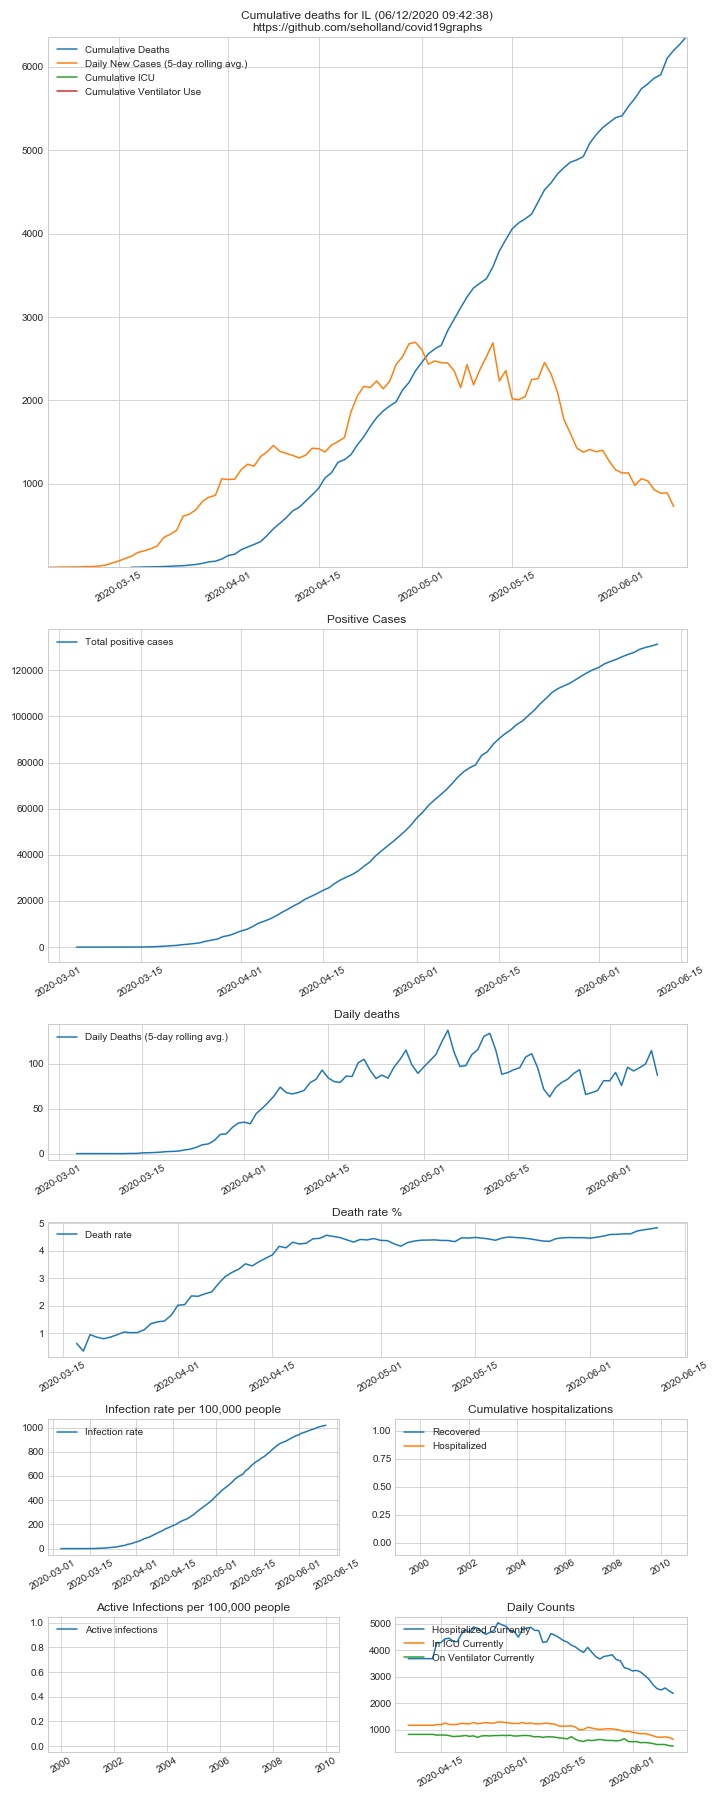 Cumulative deaths for IL (06/12/2020 09:42:38)
https://github.com/seholland/covid19graphs
Cumulative Deaths
Daily New Cases (5-day rolling avg.)
Cumulative ICU
Cumulative Ventilator Use
6000
5000
4000
3000
2000
1000
2020-03-15 2020-04-01 2020-04-15 2020-05-01 2020-05-15 2020-06-01
Positive Cases
Total positive cases
120000
100000
80000
60000
40000
20000
0
2020-03-01 2020-03-15 2020-04-01 2020-04-15 2020-05-01 2020-05-15 2020-06-01 2020-06-15
Daily deaths
Daily Deaths (5-day rolling avg.)
100
50
0
2020-03-01 2020-03-15 2020-04-01 2020-04-15 2020-05-01 2020-05-15 2020-06-01
Death rate %
Death rate
5
4
3
2
1
2020-03-15 2020-04-01 2020-04-15 2020-05-01 2020-05-15 2020-06-01 2020-06-15
Infection rate per 100,000 people
Infection rate
1000
800
600
400
200
0
2020-03-01 2020-03-15 2020-04-01 2020-04-15 2020-05-01 2020-05-15 2020-06-01 2020-06-15
Cumulative hospitalizations
Recovered
Hospitalized
1.00
0.75
0.50
0.25
0.00
2000 2002 2004 2006 2008 2010
Active Infections per 100,000 people
Active infections
1.0
0.8
0.6
0.4
0.2
0.0
2000 2002 2004 2006 2008 2010
Daily Counts
Hospitalized Currently
In ICU Currently
On Ventilator Currently
5000
4000
3000
2000
1000
2020-04-15 2020-05-01 2020-05-15 2020-06-01